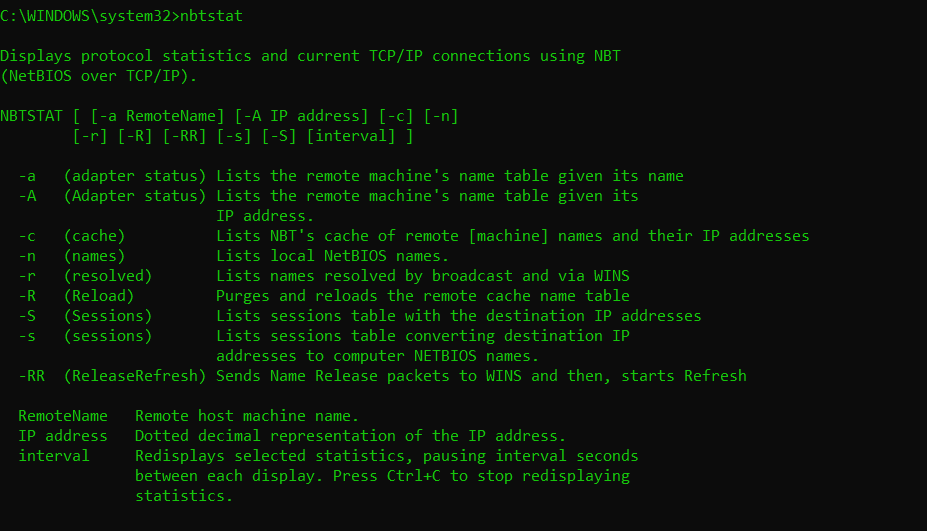 C:\WINDOWS\system32>nbtstat
Displays protocol statistics and current TCP/IP connections using NBT
(NetBIOS over TCP/IP).
NBTSTAT [ [-a RemoteName] [-A IP address] [-c] [-n]
        [-r] [-R] [-RR] [-s] [-S] [interval] ]
  -a   (adapter status) Lists the remote machine's name table given its name
  -A   (Adapter status) Lists the remote machine's name table given its
                        IP address.
  -c   (cache)          Lists NBT's cache of remote [machine] names and their IP addresses
  -n   (names)          Lists local NetBIOS names.
  -r   (resolved)       Lists names resolved by broadcast and via WINS
  -R   (Reload)         Purges and reloads the remote cache name table
  -S   (Sessions)       Lists sessions table with the destination IP addresses
  -s   (sessions)       Lists sessions table converting destination IP
                        addresses to computer NETBIOS names.
  -RR  (ReleaseRefresh) Sends Name Release packets to WINS and then, starts Refresh
  RemoteName   Remote host machine name.
  IP address   Dotted decimal representation of the IP address.
  interval     Redisplays selected statistics, pausing interval seconds
               between each display. Press Ctrl+C to stop redisplaying
               statistics.